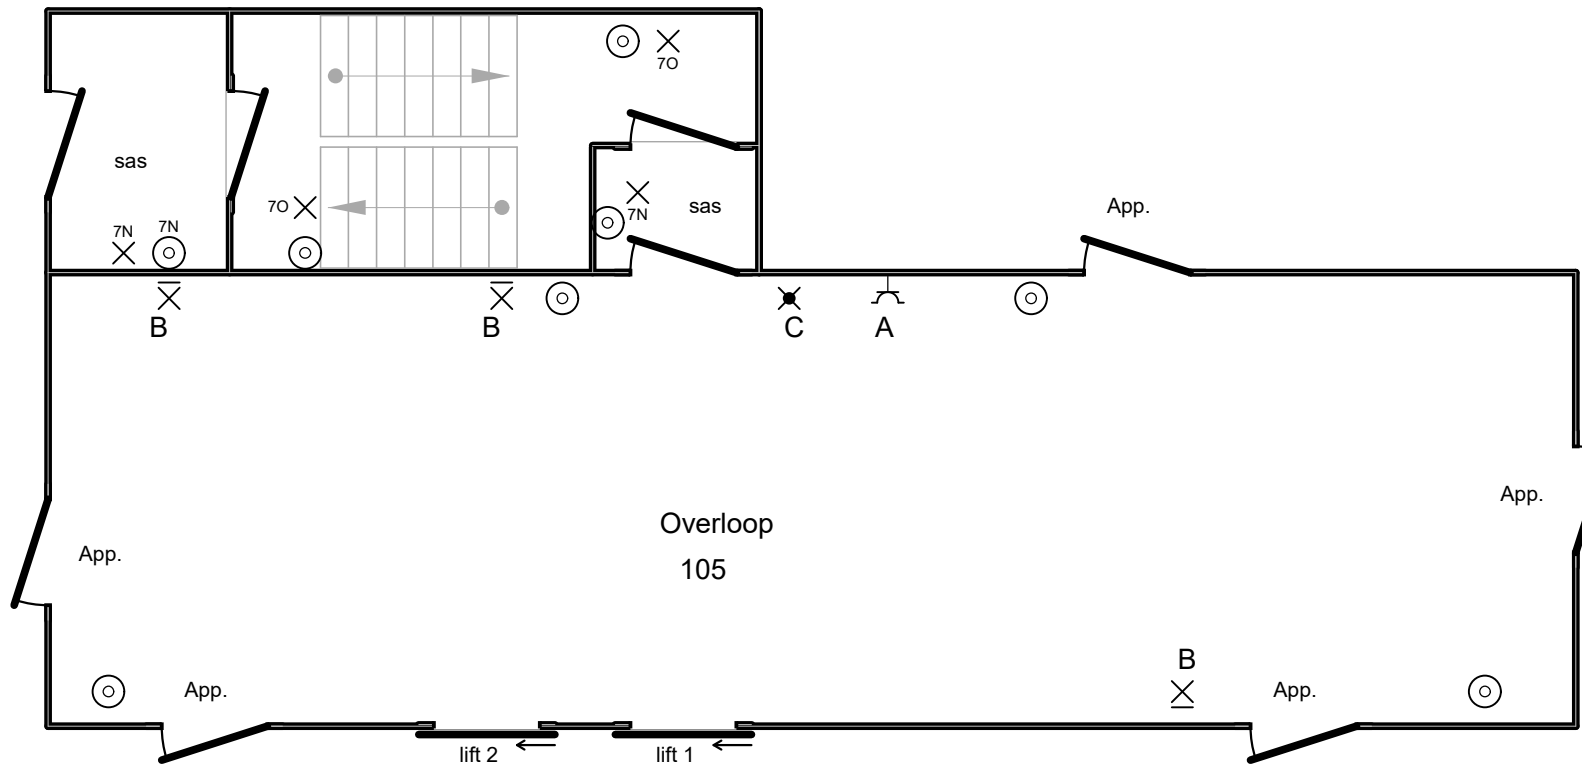 7O
sas
7O
7N
sas
App.
7N
7N
B
B
C
A
App.
Overloop
App.
105
B
App.
App.
lift 2
lift 1